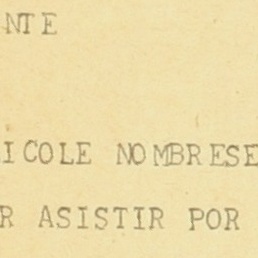 NTE
ICOLE NOMBRESE
R ASISTIR POR